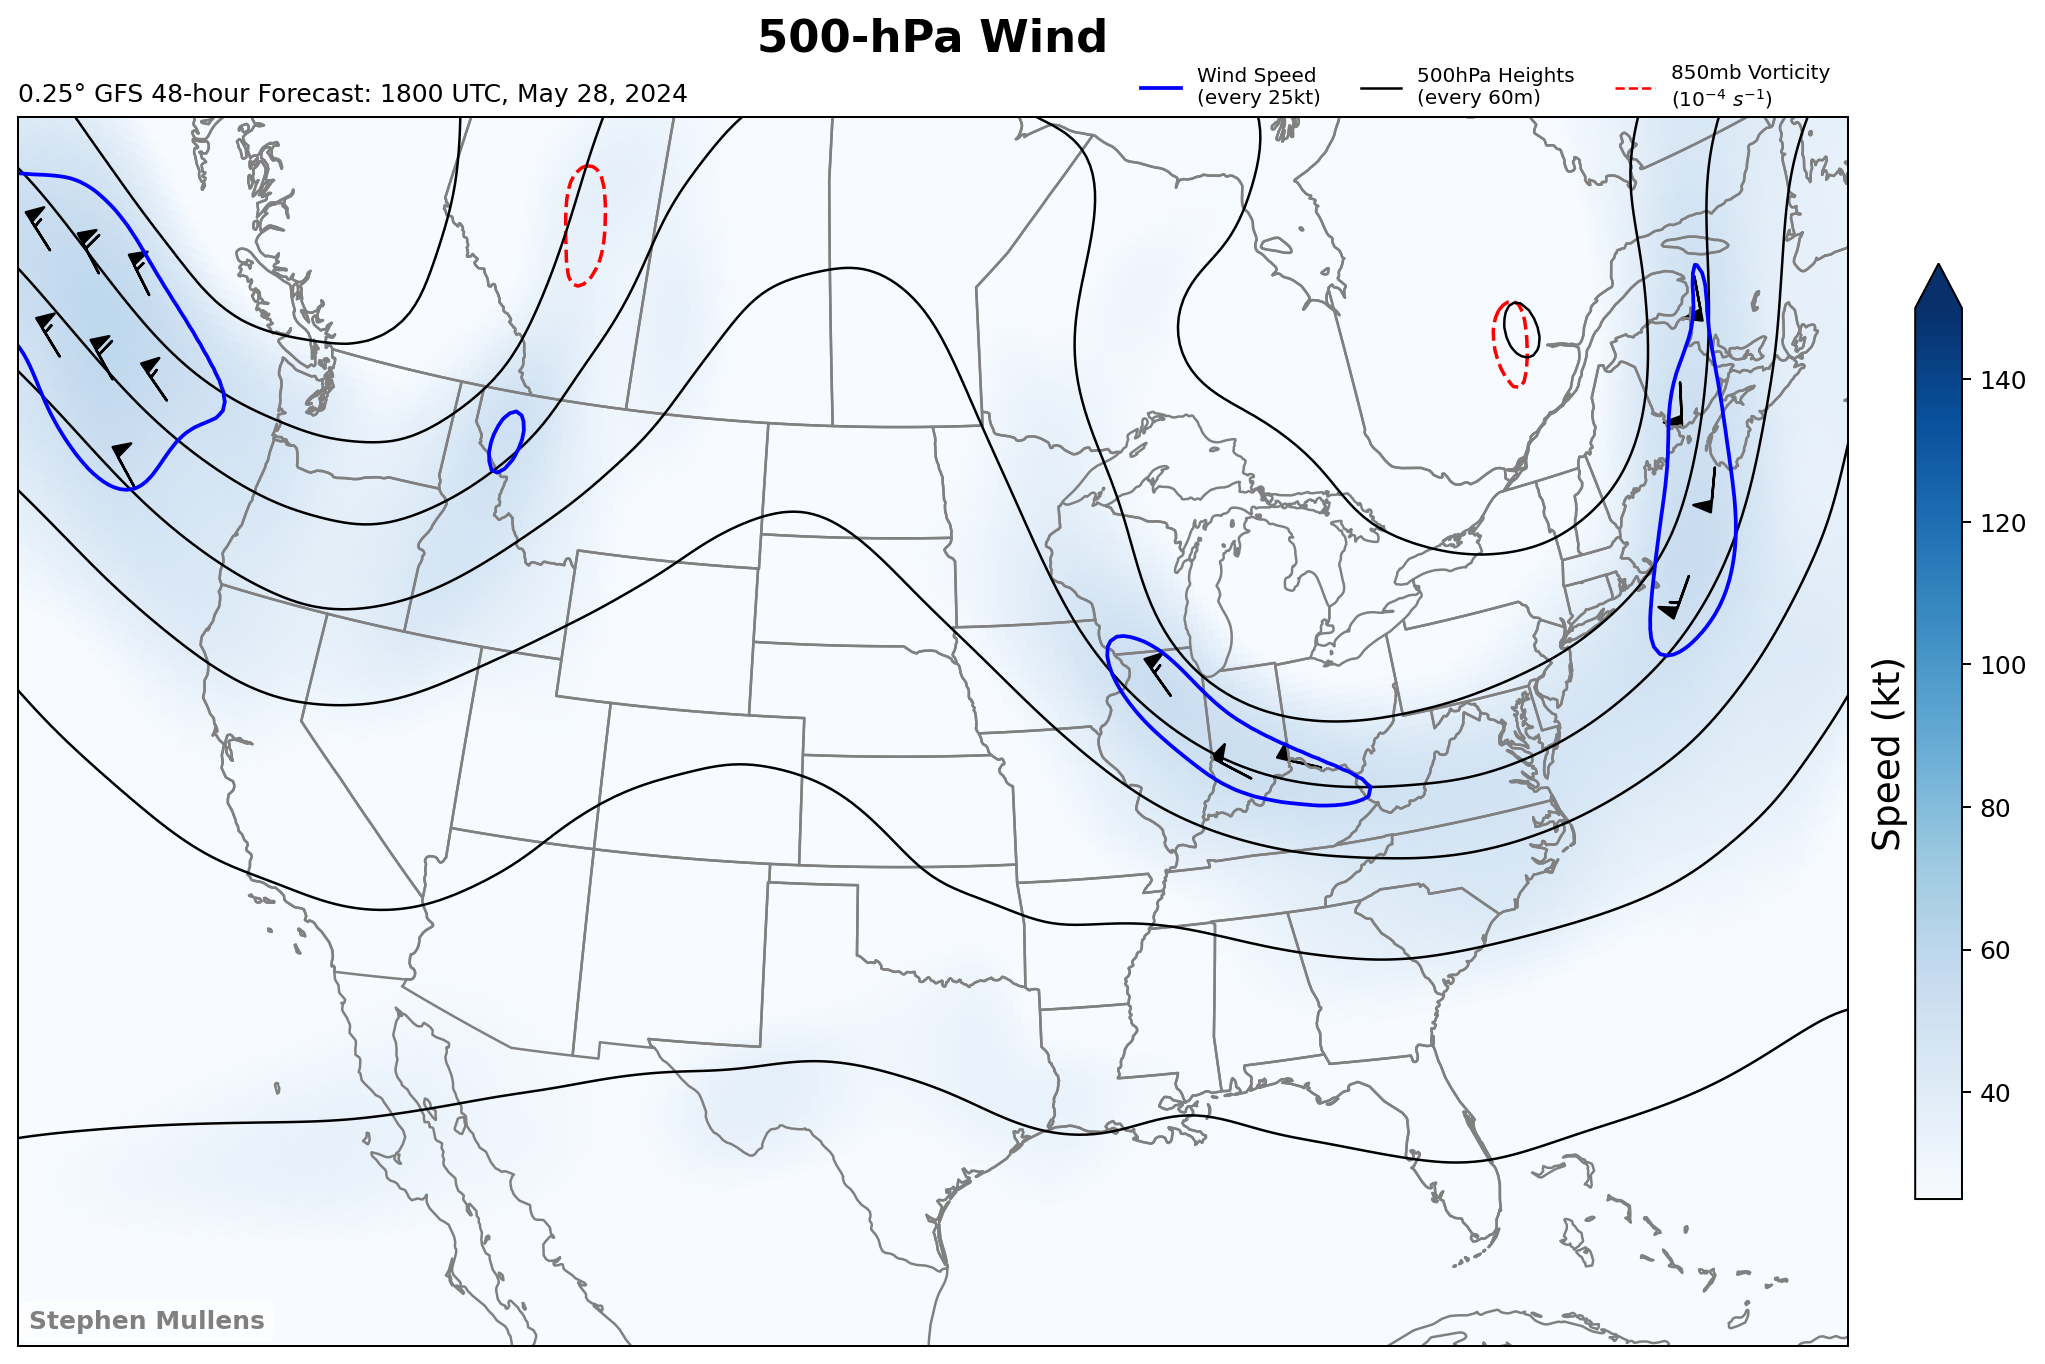 500-hPa Wind
0.25° GFS 48-hour Forecast: 1800 UTC, May 28, 2024
Wind Speed
(every 25kt)
500hPa Heights
(every 60m)
850mb Vorticity
(10⁻⁴ s⁻¹)
140
120
100
80
60
40
Speed (kt)
Stephen Mullens